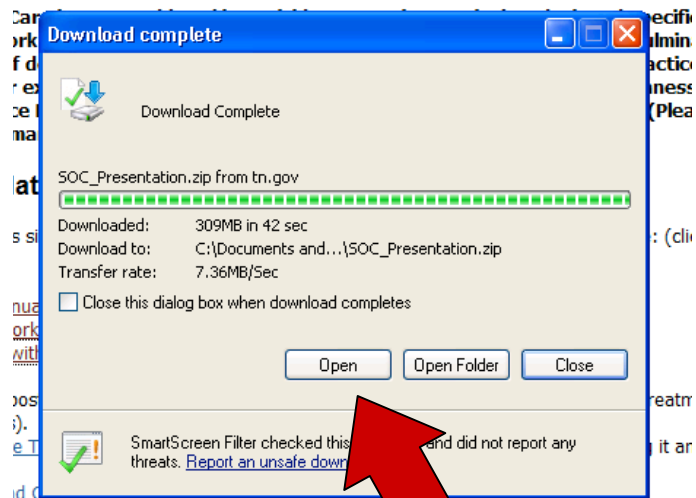 Download complete
Download Complete
SOC_Presentation.zip from tn.gov
Downloaded: 309MB in 42 sec
Download to: C:\Documents and...\SOC_Presentation.zip
Transfer rate: 7.36MB/Sec
Close this dialog box when download completes
Open Open Folder Close
SmartScreen Filter checked this and did not report any
threats. Report an unsafe down